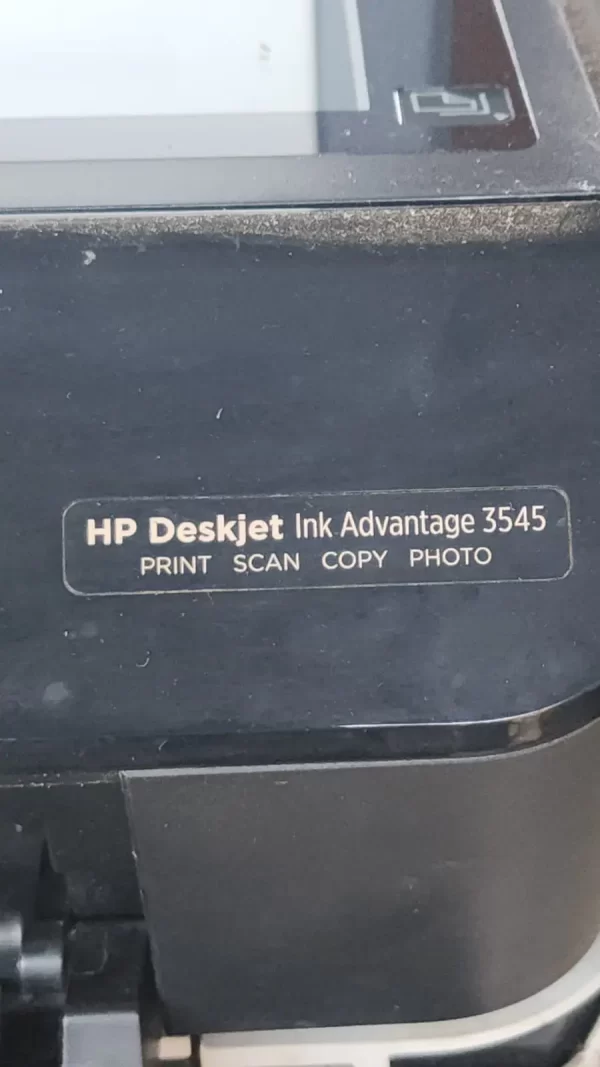 HP Deskjet Ink Advantage 3545
PRINT SCAN COPY PHOTO